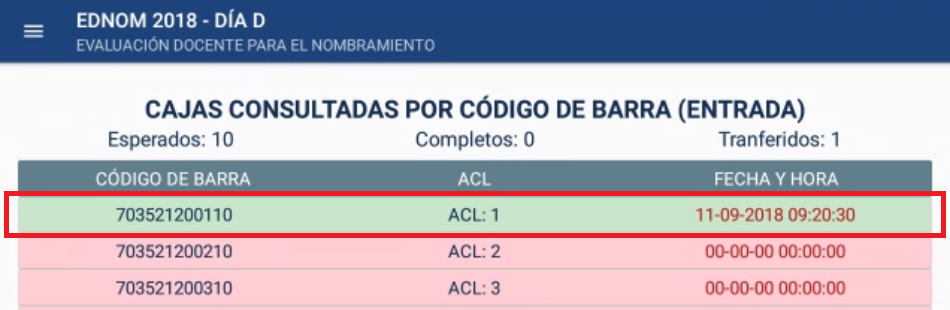 EDNOM 2018 - DÍA D
EVALUACIÓN DOCENTE PARA EL NOMBRAMIENTO
CAJAS CONSULTADAS POR CÓDIGO DE BARRA (ENTRADA)
Esperados: 10 Completos: 0 Tranferidos: 1
CÓDIGO DE BARRA ACL FECHA Y HORA
703521200110 ACL: 1 11-09-2018 09:20:30
703521200210 ACL: 2 00-00-00 00:00:00
703521200310 ACL: 3 00-00-00 00:00:00